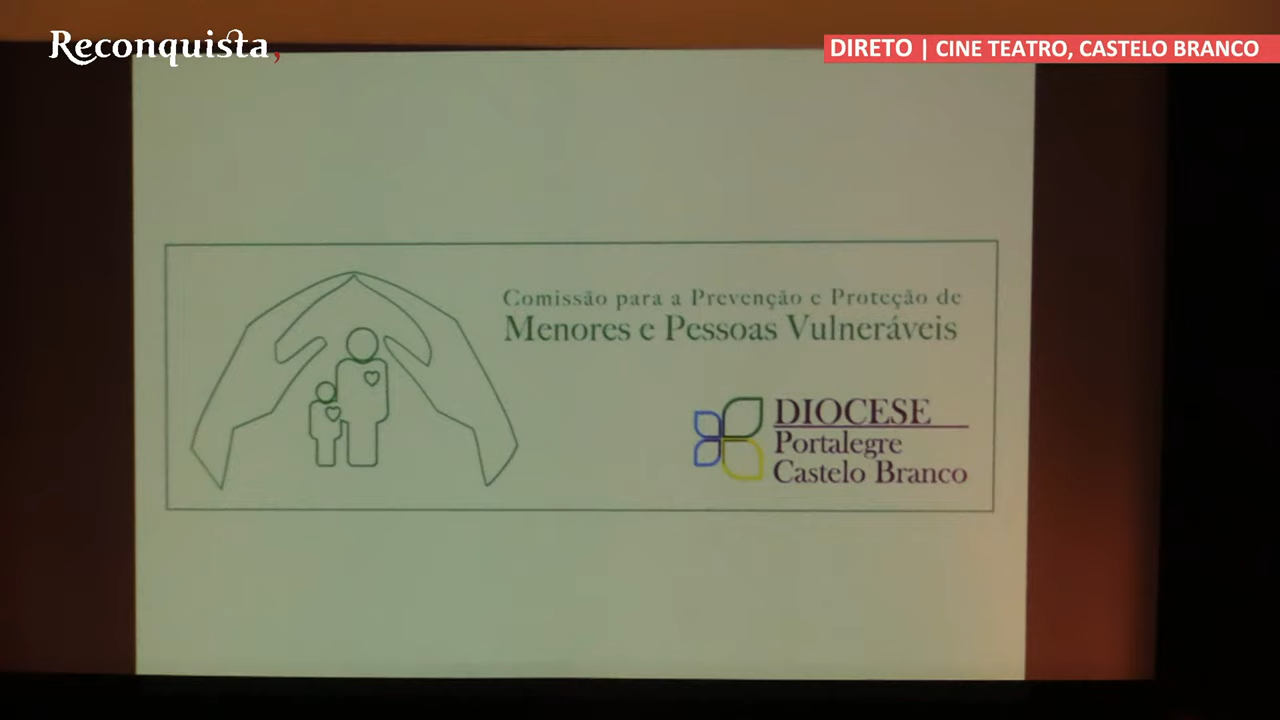 Reconquista,
DIRETO | CINE TEATRO, CASTELO BRANCO
Comissão para a Prevenção e Proteção de
Menores e Pessoas Vulneráveis
DIOCESE
Portalegre
Castelo Branco